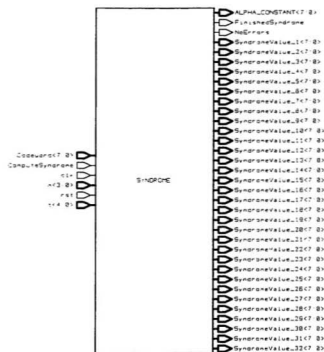 ALPHA_CONSTANT<7:0>
FinishedSyndrome
NoErrors
SyndromeValue_1<7:0>
SyndromeValue_2<7:0>
SyndromeValue_3<7:0>
SyndromeValue_4<7:0>
SyndromeValue_5<7:0>
SyndromeValue_6<7:0>
SyndromeValue_7<7:0>
SyndromeValue_8<7:0>
SyndromeValue_9<7:0>
SyndromeValue_10<7:0>
SyndromeValue_11<7:0>
SyndromeValue_12<7:0>
SyndromeValue_13<7:0>
SyndromeValue_14<7:0>
SyndromeValue_15<7:0>
SyndromeValue_16<7:0>
SyndromeValue_17<7:0>
SyndromeValue_18<7:0>
SyndromeValue_19<7:0>
SyndromeValue_20<7:0>
SyndromeValue_21<7:0>
SyndromeValue_22<7:0>
SyndromeValue_23<7:0>
SyndromeValue_24<7:0>
SyndromeValue_25<7:0>
SyndromeValue_26<7:0>
SyndromeValue_27<7:0>
SyndromeValue_28<7:0>
SyndromeValue_29<7:0>
SyndromeValue_30<7:0>
SyndromeValue_31<7:0>
SyndromeValue_32<7:0>
Codeword<7:0>
ComputeSyndrome
clk
m<3:0>
rst
t<4:0>
SYNDROME